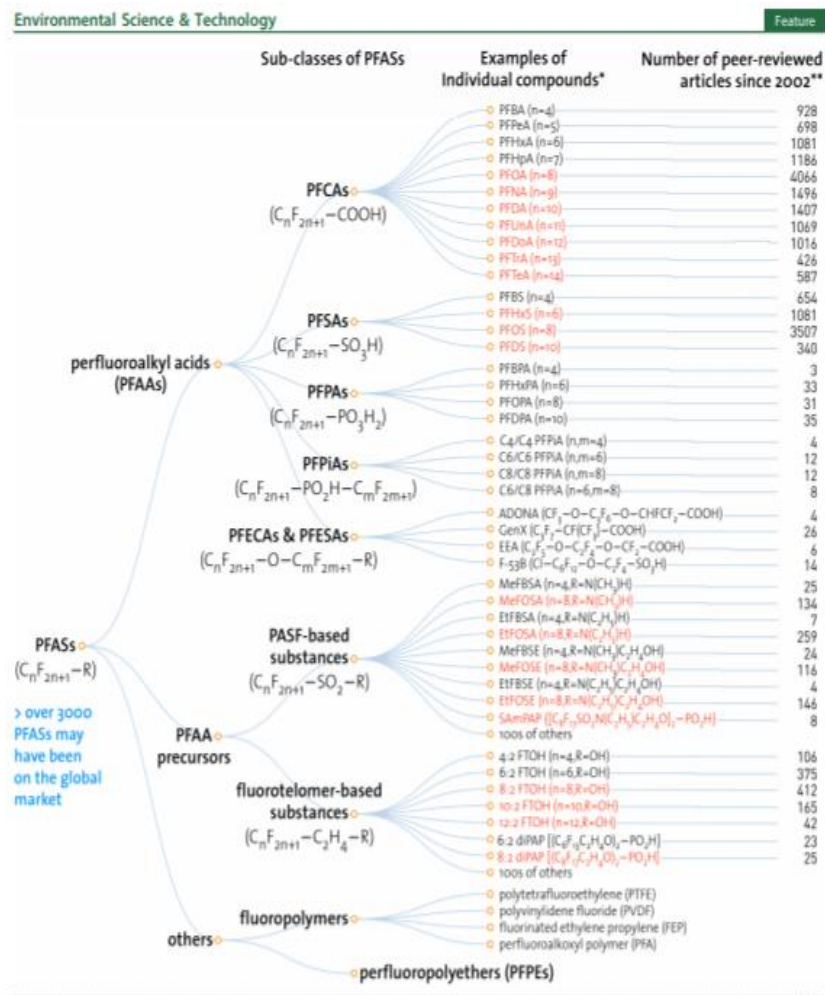 Environmental Science & Technology
Feature
Sub-classes of PFASs
Examples of
Individual compounds*
Number of peer-reviewed
articles since 2002**
PFCAs
(CₙF₂ₙ₊₁–COOH)
PFBA (n=4) 928
PFPeA (n=5) 698
PFHxA (n=6) 1081
PFHpA (n=7) 1186
PFOA (n=8) 4066
PFNA (n=9) 1496
PFDA (n=10) 1407
PFUnA (n=11) 1069
PFDoA (n=12) 1016
PFTrA (n=13) 426
PFTeA (n=14) 587
perfluoroalkyl acids
(PFAAs)
PFSAs
(CₙF₂ₙ₊₁–SO₃H)
PFBS (n=4) 654
PFHxS (n=6) 1081
PFOS (n=8) 3507
PFDS (n=10) 340
PFPAs
(CₙF₂ₙ₊₁–PO₃H₂)
PFBPA (n=4) 3
PFHxPA (n=6) 33
PFOPA (n=8) 31
PFDPA (n=10) 35
PFPiAs
(CₙF₂ₙ₊₁–PO₂H–CₘF₂ₘ₊₁)
C4/C4 PFPiA (n,m=4) 4
C6/C6 PFPiA (n,m=6) 12
C8/C8 PFPiA (n,m=8) 12
C6/C8 PFPiA (n=6,m=8) 8
PFECAs & PFESAs
(CₙF₂ₙ₊₁–O–CₘF₂ₘ₊₁–R)
ADONA (CF₃–O–C₃F₆–O–CHFCF₂–COOH) 4
GenX (C₃F₇–CF(CF₃)–COOH) 26
EEA (C₂F₅–O–C₂F₄–O–CF₂–COOH) 6
F-53B (Cl–C₆F₁₂–O–C₂F₄–SO₃H) 14
PFASs
(CₙF₂ₙ₊₁–R)
> over 3000
PFASs may
have been
on the global
market
PFAA
precursors
PASF-based
substances
(CₙF₂ₙ₊₁–SO₂–R)
MeFBSA (n=4,R=N(CH₃)H) 25
MeFOSA (n=8,R=N(CH₃)H) 134
EtFBSA (n=4,R=N(C₂H₅)H) 7
EtFOSA (n=8,R=N(C₂H₅)H) 259
MeFBSE (n=4,R=N(CH₃)C₂H₄OH) 24
MeFOSE (n=8,R=N(CH₃)C₂H₄OH) 116
EtFBSE (n=4,R=N(C₂H₅)C₂H₄OH) 4
EtFOSE (n=8,R=N(C₂H₅)C₂H₄OH) 146
SAmPAP {[C₈F₁₇SO₂N(C₂H₅)C₂H₄O]₂–PO₂H} 8
100s of others
fluorotelomer-based
substances
(CₙF₂ₙ₊₁–C₂H₄–R)
4:2 FTOH (n=4,R=OH) 106
6:2 FTOH (n=6,R=OH) 375
8:2 FTOH (n=8,R=OH) 412
10:2 FTOH (n=10,R=OH) 165
12:2 FTOH (n=12,R=OH) 42
6:2 diPAP [(C₆F₁₃C₂H₄O)₂–PO₂H] 23
8:2 diPAP [(C₈F₁₇C₂H₄O)₂–PO₂H] 25
100s of others
others
fluoropolymers
polytetrafluoroethylene (PTFE)
polyvinylidene fluoride (PVDF)
fluorinated ethylene propylene (FEP)
perfluoroalkoxyl polymer (PFA)
perfluoropolyethers (PFPEs)